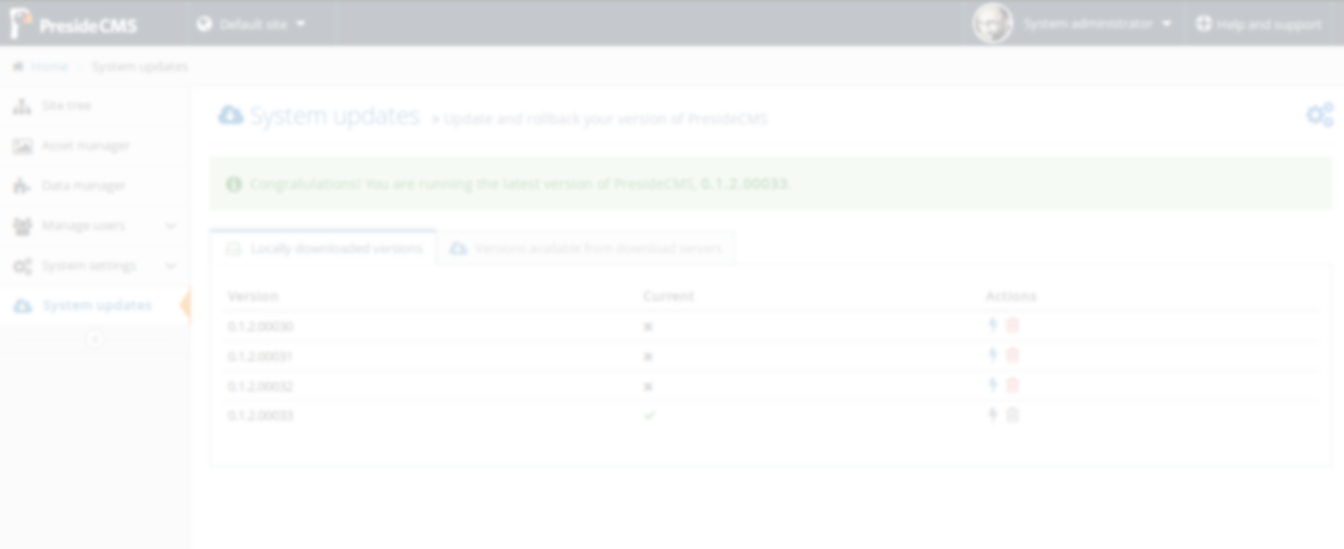 PresideCMS Default site System administrator Help and support
Home System updates
Site tree
Asset manager
Data manager
Manage users
System settings
System updates
System updates » Update and rollback your version of PresideCMS
Congratulations! You are running the latest version of PresideCMS, 0.1.2.00033.
Locally downloaded versions Versions available from download servers
Version Current Actions
0.1.2.00030
0.1.2.00031
0.1.2.00032
0.1.2.00033